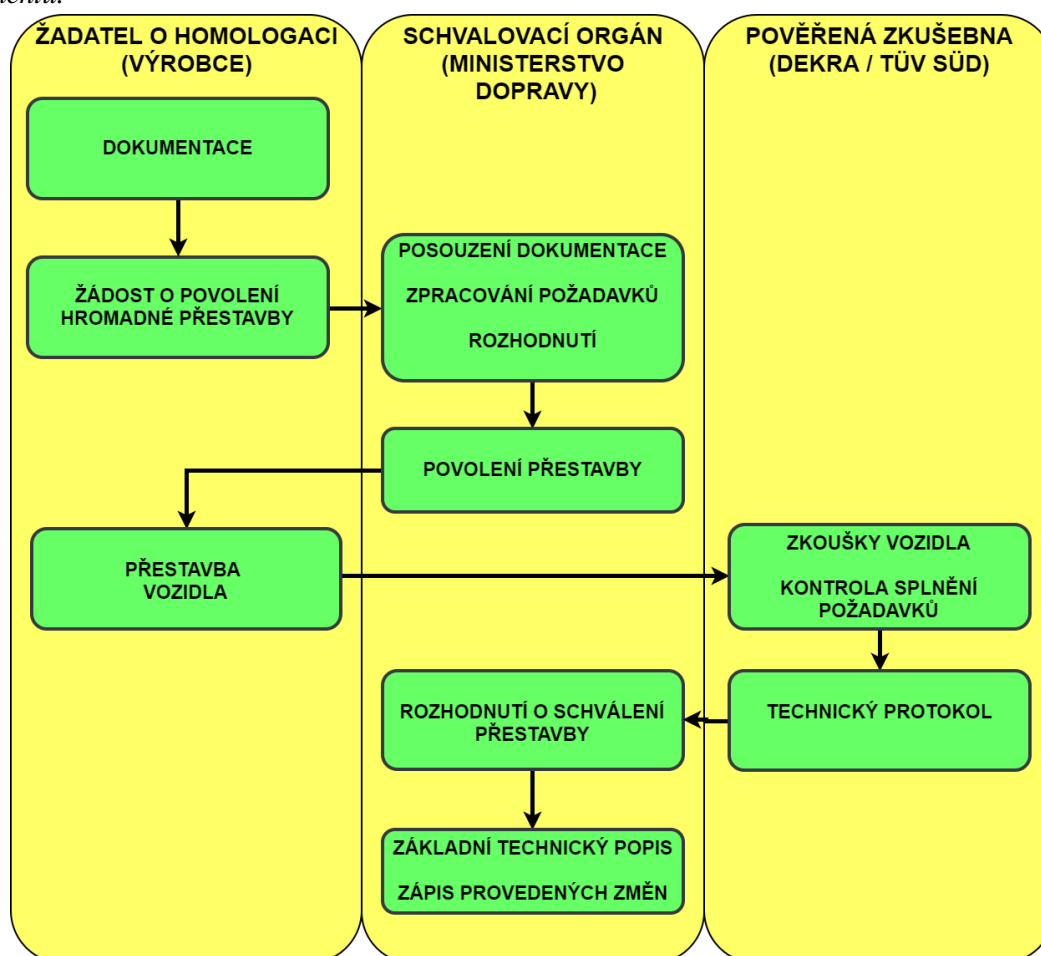 ŽADATEL O HOMOLOGACI
(VÝROBCE)
SCHVALOVACÍ ORGÁN
(MINISTERSTVO
DOPRAVY)
POVĚŘENÁ ZKUŠEBNA
(DEKRA / TÜV SÜD)
DOKUMENTACE
ŽÁDOST O POVOLENÍ
HROMADNÉ PŘESTAVBY
POSOUZENÍ DOKUMENTACE
ZPRACOVÁNÍ POŽADAVKŮ
ROZHODNUTÍ
POVOLENÍ PŘESTAVBY
PŘESTAVBA
VOZIDLA
ZKOUŠKY VOZIDLA
KONTROLA SPLNĚNÍ
POŽADAVKŮ
TECHNICKÝ PROTOKOL
ROZHODNUTÍ O SCHVÁLENÍ
PŘESTAVBY
ZÁKLADNÍ TECHNICKÝ POPIS
ZÁPIS PROVEDENÝCH ZMĚN